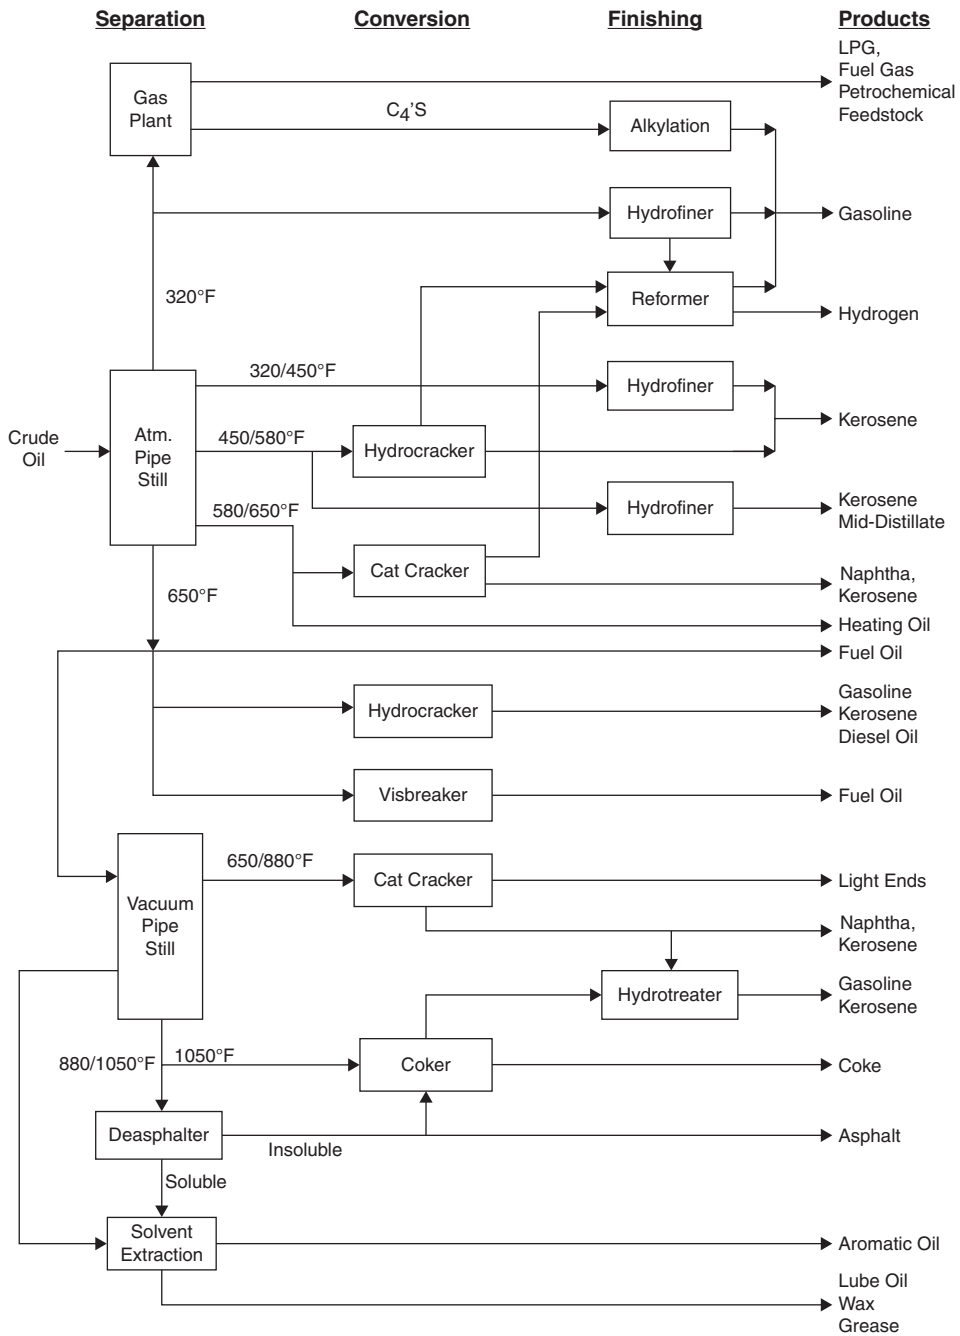 Separation
Conversion
Finishing
Products
LPG,
Fuel Gas
Petrochemical
Feedstock
Gas
Plant
C4'S
Alkylation
Hydrofiner
Gasoline
320°F
Reformer
Hydrogen
320/450°F
Hydrofiner
Kerosene
Crude
Oil
Atm.
Pipe
Still
450/580°F
Hydrocracker
Hydrofiner
Kerosene
Mid-Distillate
580/650°F
Cat Cracker
Naphtha,
Kerosene
650°F
Heating Oil
Fuel Oil
Hydrocracker
Gasoline
Kerosene
Diesel Oil
Visbreaker
Fuel Oil
650/880°F
Cat Cracker
Light Ends
Vacuum
Pipe
Still
Naphtha,
Kerosene
Hydrotreater
Gasoline
Kerosene
880/1050°F
1050°F
Coker
Coke
Deasphalter
Insoluble
Asphalt
Soluble
Solvent
Extraction
Aromatic Oil
Lube Oil
Wax
Grease